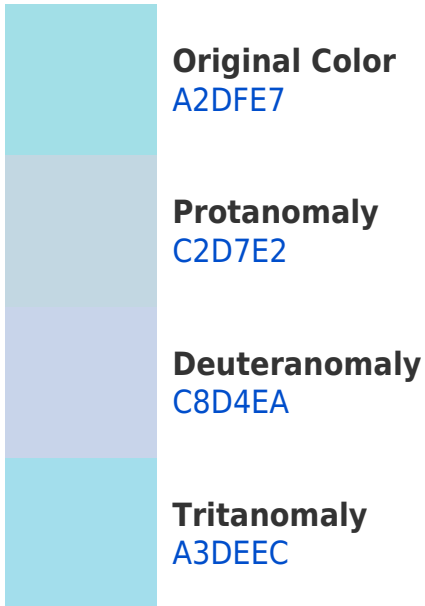 Original Color
A2DFE7
Protanomaly
C2D7E2
Deuteranomaly
C8D4EA
Tritanomaly
A3DEEC